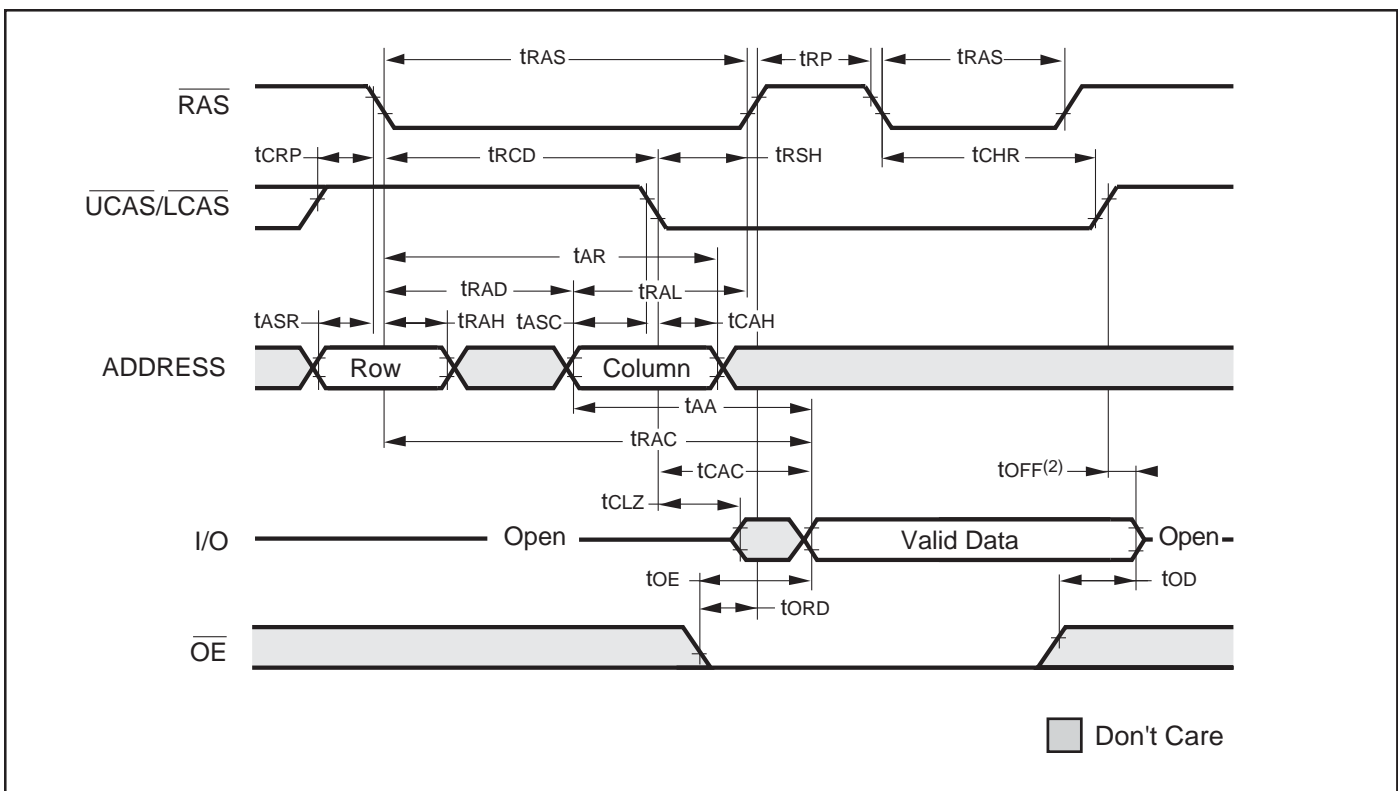 tRAS tRP tRAS
RAS
tCRP tRCD tRSH tCHR
UCAS/LCAS
tAR
tRAD tRAL
tASR tRAH tASC tCAH
ADDRESS Row Column
tAA
tRAC
tCAC tOFF(2)
tCLZ
I/O Open Valid Data Open
tOE tOD
tORD
OE
Don't Care